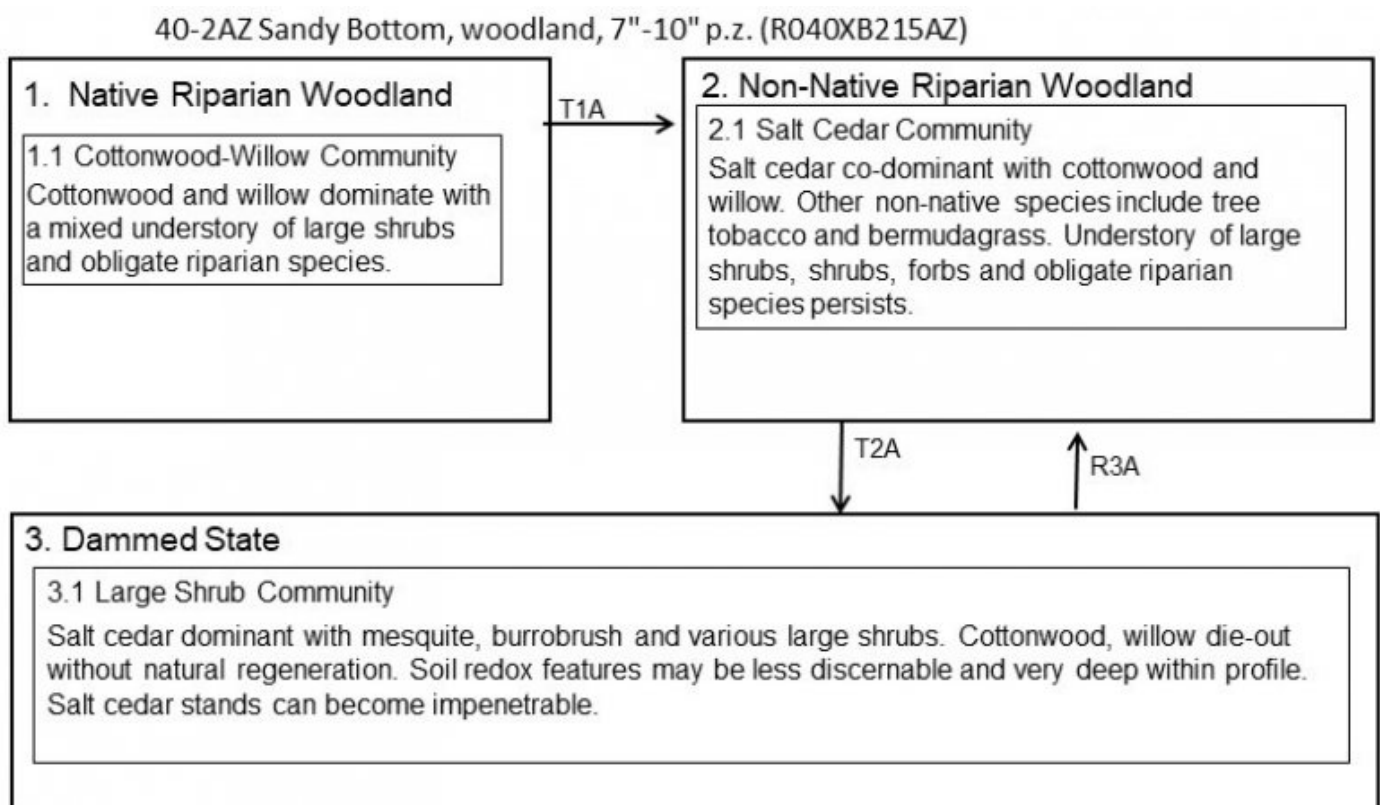 40-2AZ Sandy Bottom, woodland, 7"-10" p.z. (R040XB215AZ)
1. Native Riparian Woodland
1.1 Cottonwood-Willow Community
Cottonwood and willow dominate with
a mixed understory of large shrubs
and obligate riparian species.
T1A
2. Non-Native Riparian Woodland
2.1 Salt Cedar Community
Salt cedar co-dominant with cottonwood and
willow. Other non-native species include tree
tobacco and bermudagrass. Understory of large
shrubs, shrubs, forbs and obligate riparian
species persists.
T2A
R3A
3. Dammed State
3.1 Large Shrub Community
Salt cedar dominant with mesquite, burrobrush and various large shrubs. Cottonwood, willow die-out
without natural regeneration. Soil redox features may be less discernable and very deep within profile.
Salt cedar stands can become impenetrable.